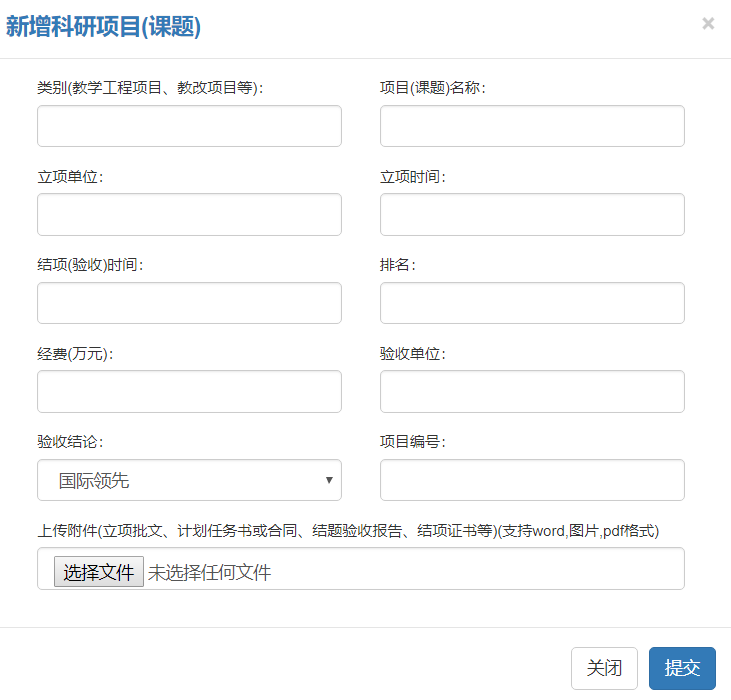 新增科研项目(课题)
×
类别(教学工程项目、教改项目等):
项目(课题)名称:
立项单位:
立项时间:
结项(验收)时间:
排名:
经费(万元):
验收单位:
验收结论:
项目编号:
国际领先
上传附件(立项批文、计划任务书或合同、结题验收报告、结项证书等)(支持word,图片,pdf格式)
选择文件 未选择任何文件
关闭 提交